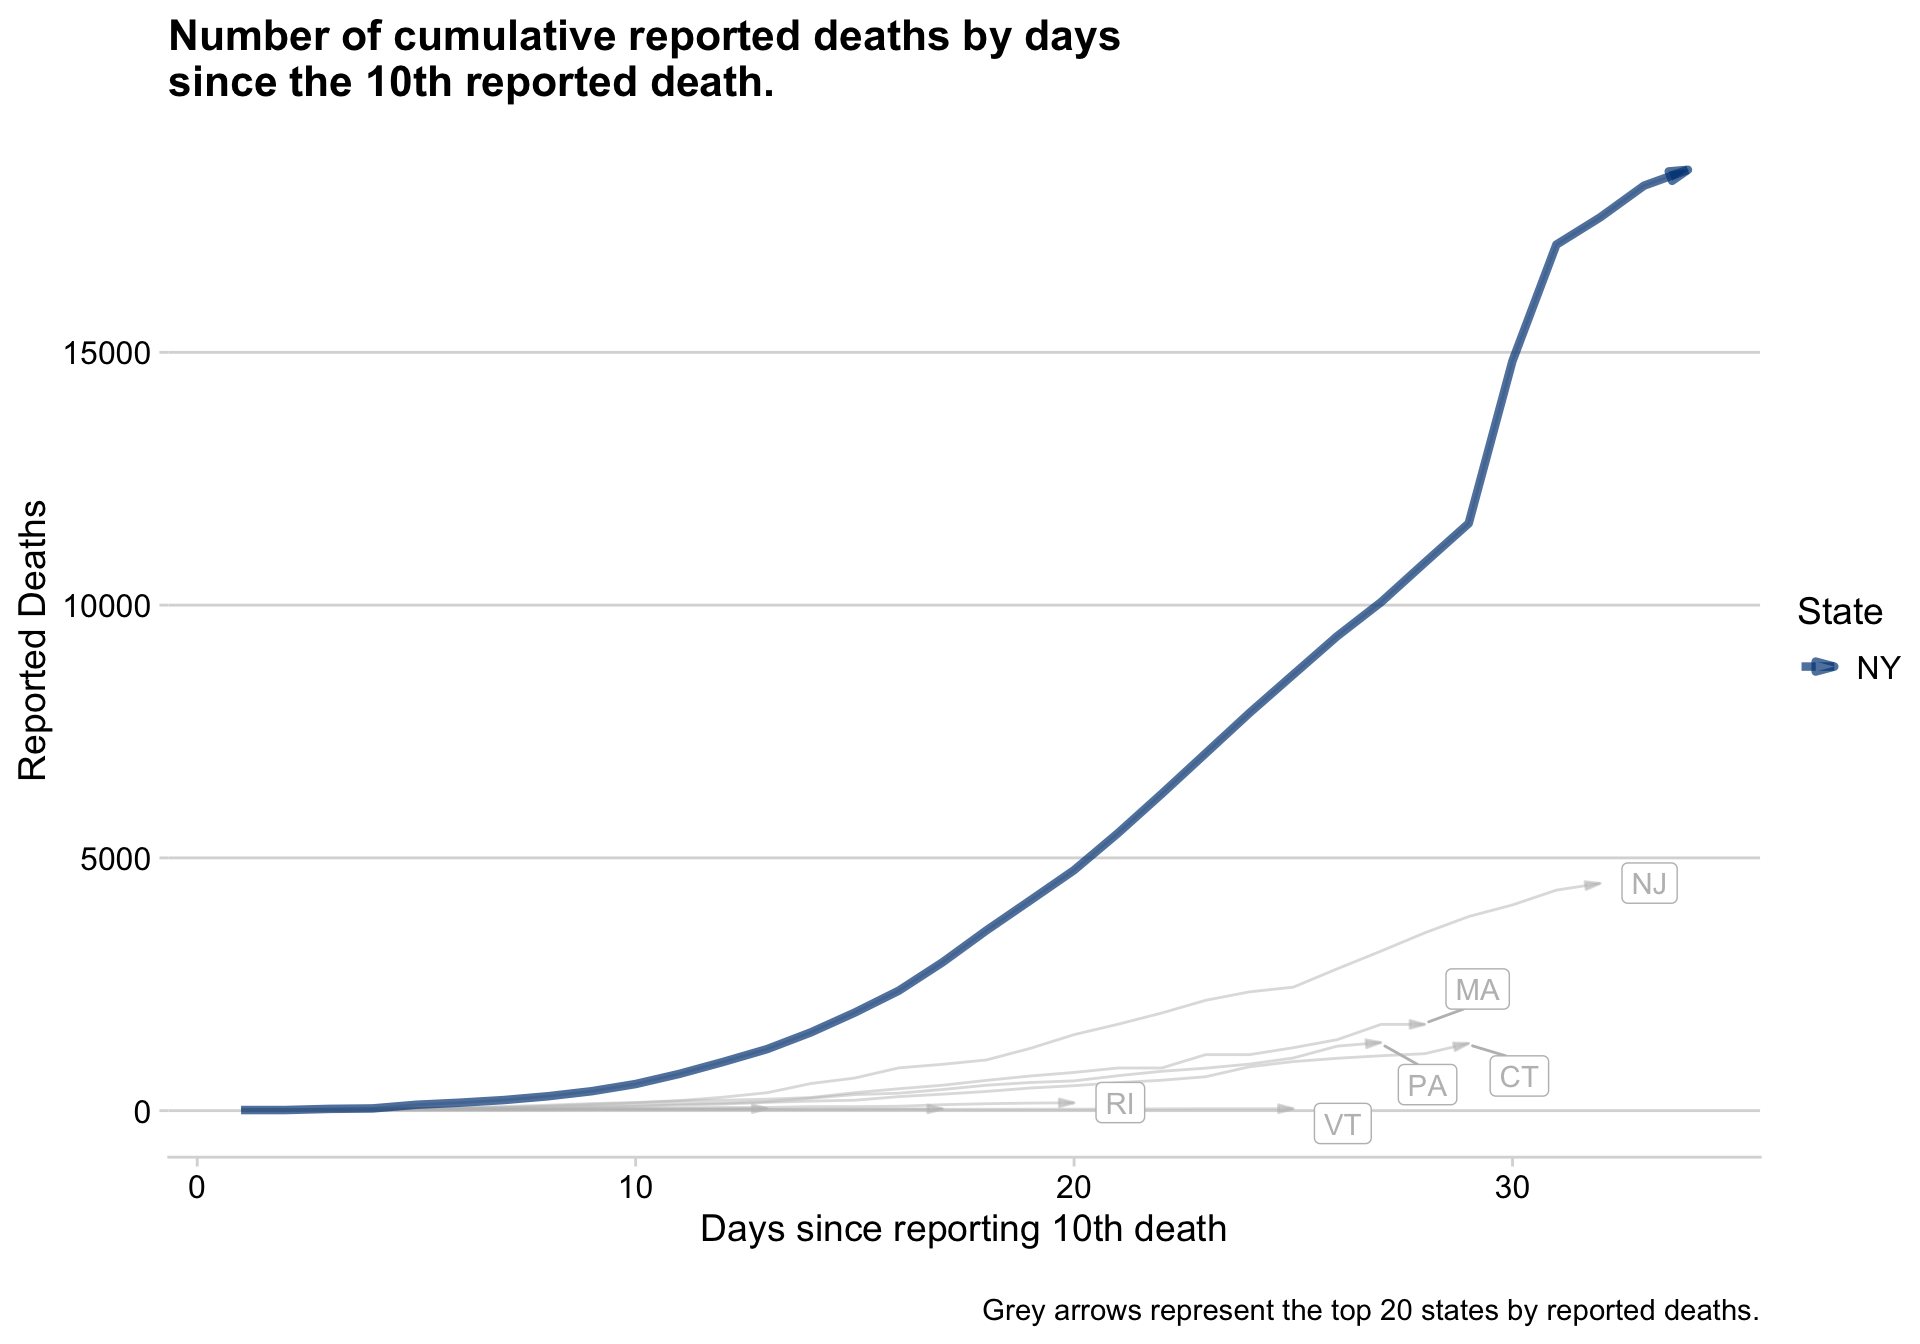 Number of cumulative reported deaths by days
since the 10th reported death.
Reported Deaths
15000
10000
5000
0
NJ
MA
PA
CT
RI
VT
0 10 20 30
Days since reporting 10th death
State
NY
Grey arrows represent the top 20 states by reported deaths.